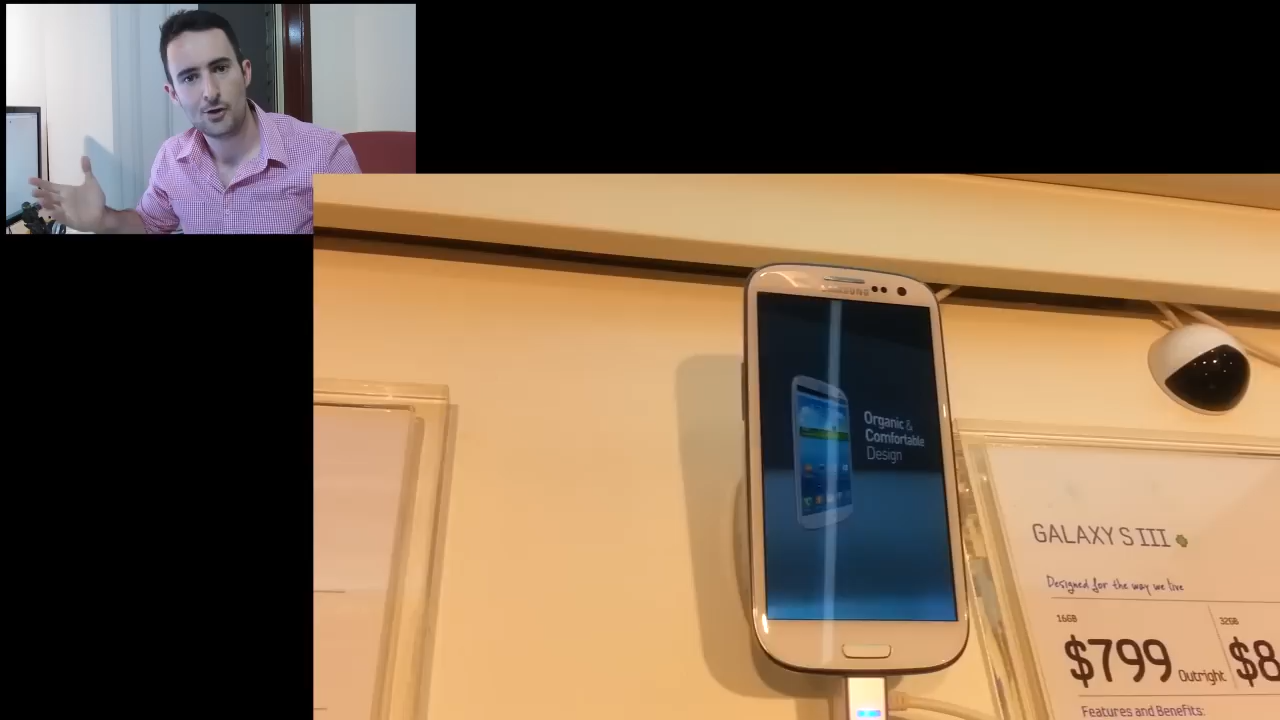 SAMSUNG
Organic &
Comfortable
Design
GALAXY S III
Designed for the way we live
16GB
32GB
$799 Outright
$8
Features and Benefits: